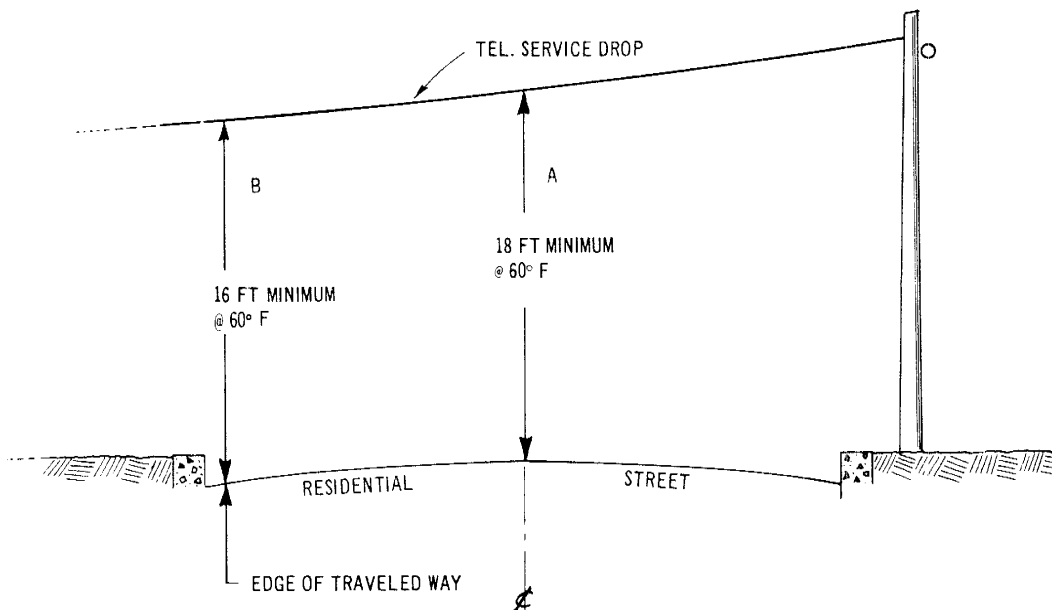 TEL. SERVICE DROP
B
A
18 FT MINIMUM
@ 60° F
16 FT MINIMUM
@ 60° F
RESIDENTIAL STREET
EDGE OF TRAVELED WAY
℄